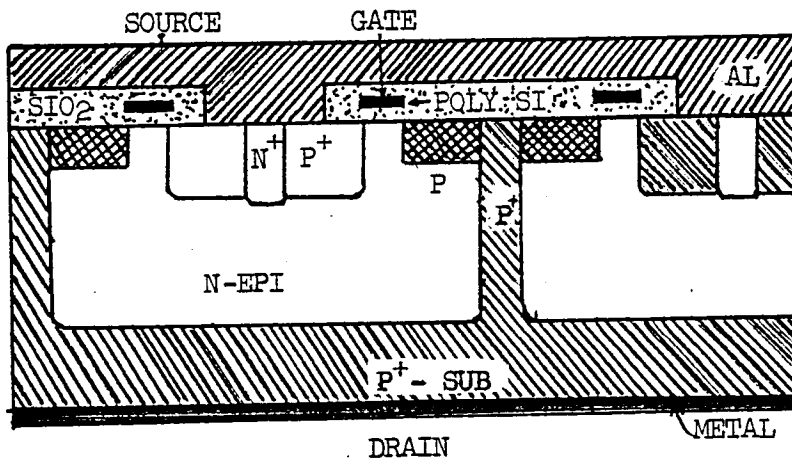 SOURCE GATE
AL
SIO2 POLY SI
N+ P+
P P+
N-EPI
P+- SUB
METAL
DRAIN